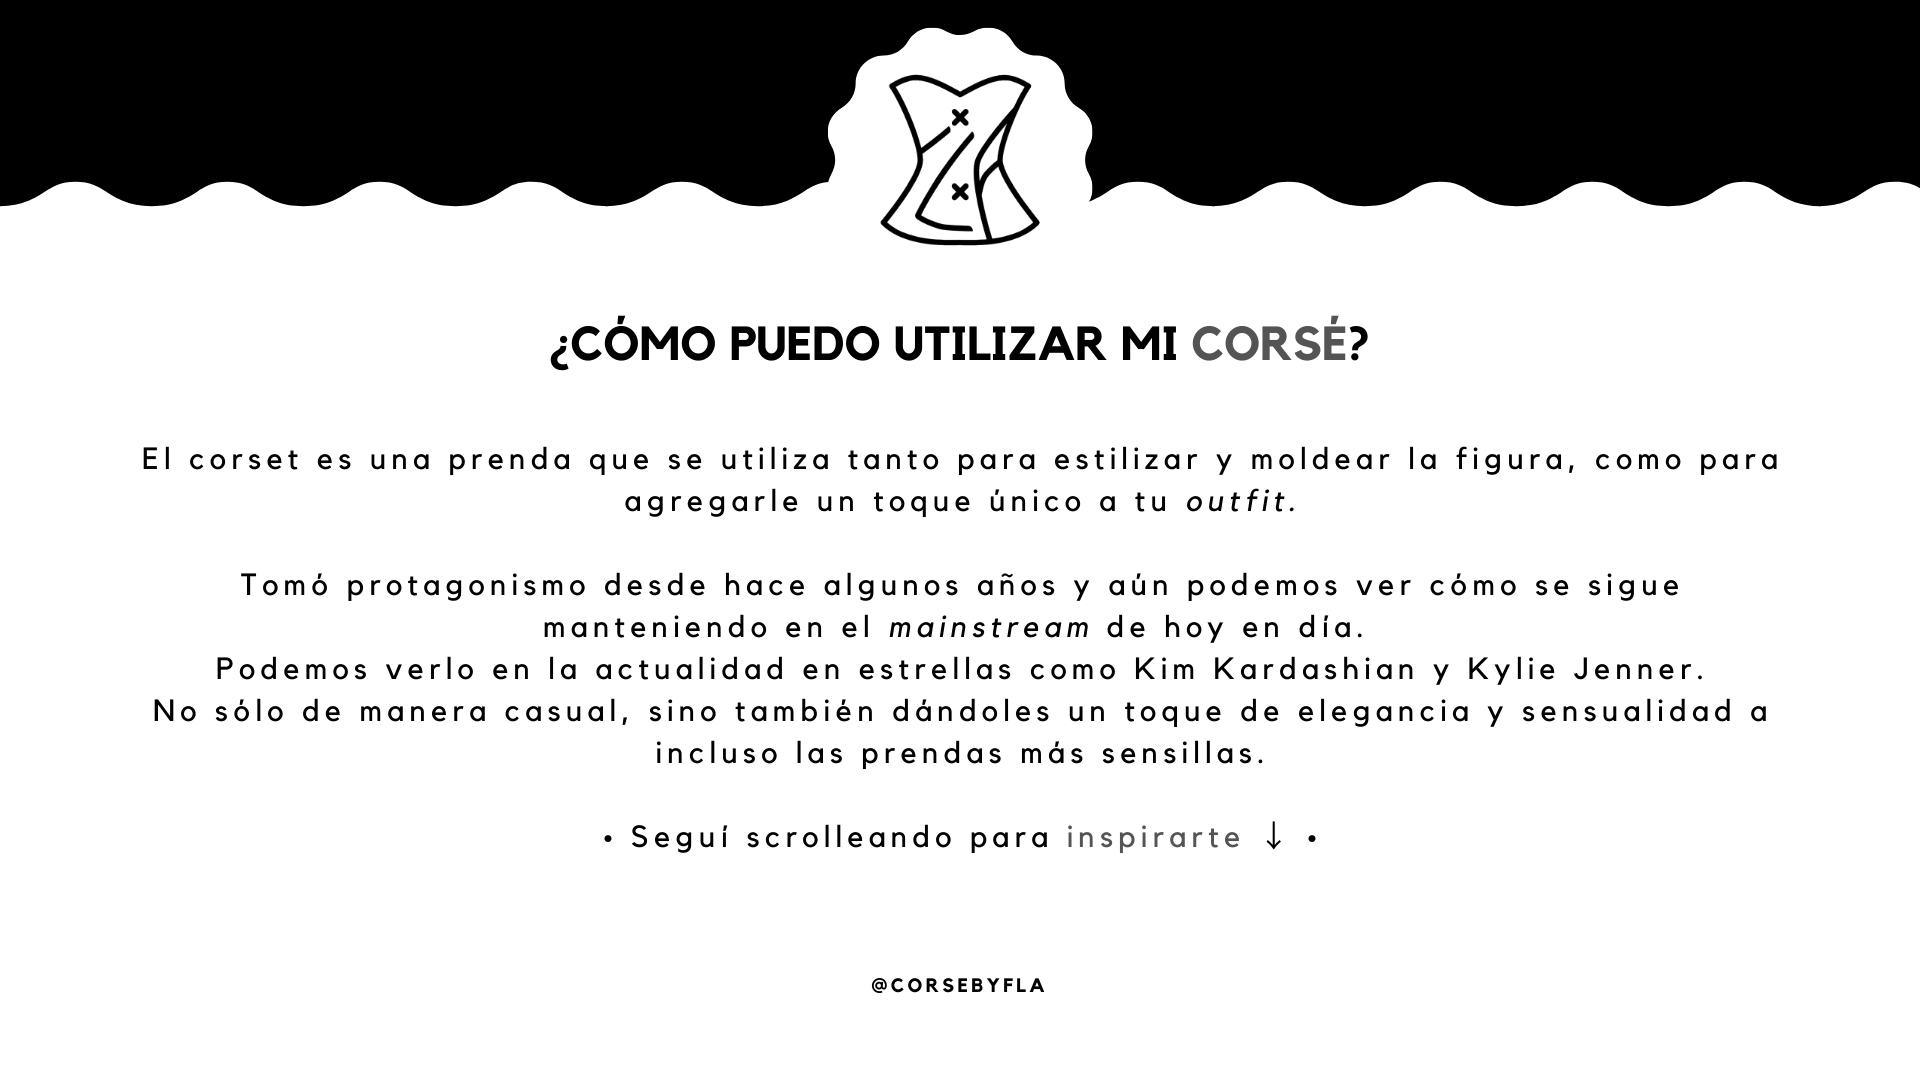 ¿CÓMO PUEDO UTILIZAR MI CORSÉ?
El corset es una prenda que se utiliza tanto para estilizar y moldear la figura, como para
agregarle un toque único a tu outfit.
Tomó protagonismo desde hace algunos años y aún podemos ver cómo se sigue
manteniendo en el mainstream de hoy en día.
Podemos verlo en la actualidad en estrellas como Kim Kardashian y Kylie Jenner.
No sólo de manera casual, sino también dándoles un toque de elegancia y sensualidad a
incluso las prendas más sensillas.
• Seguí scrolleando para inspirarte ↓ •
@CORSEBYFLA